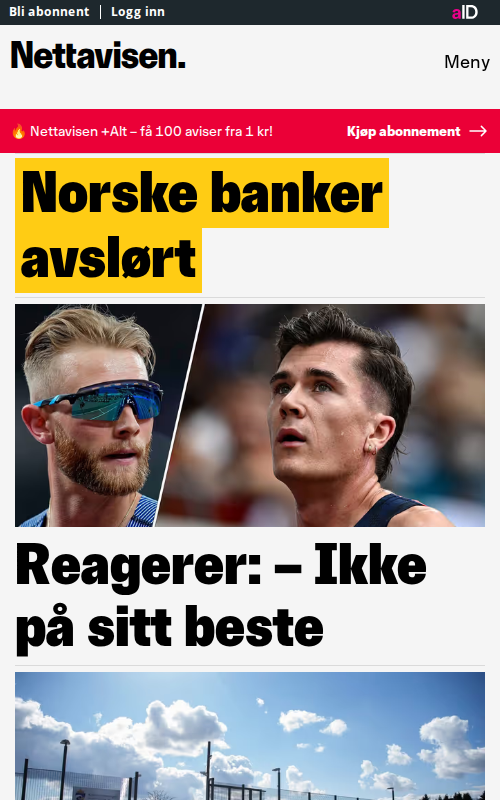 Bli abonnent | Logg inn
aID
Nettavisen.
Meny
🔥 Nettavisen +Alt – få 100 aviser fra 1 kr!
Kjøp abonnement →
Norske banker
avslørt
Reagerer: – Ikke
på sitt beste